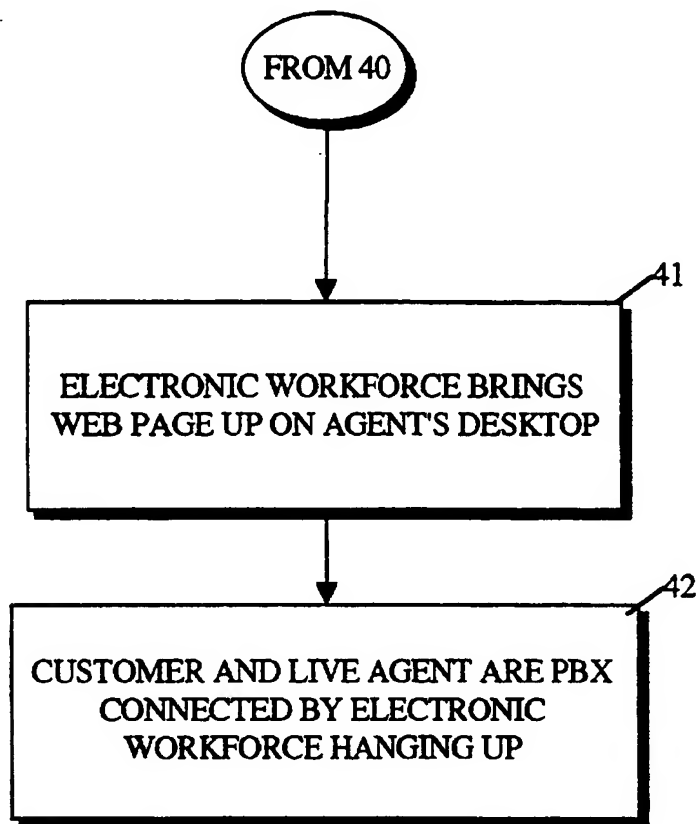 FROM 40
41
ELECTRONIC WORKFORCE BRINGS
WEB PAGE UP ON AGENT'S DESKTOP
42
CUSTOMER AND LIVE AGENT ARE PBX
CONNECTED BY ELECTRONIC
WORKFORCE HANGING UP